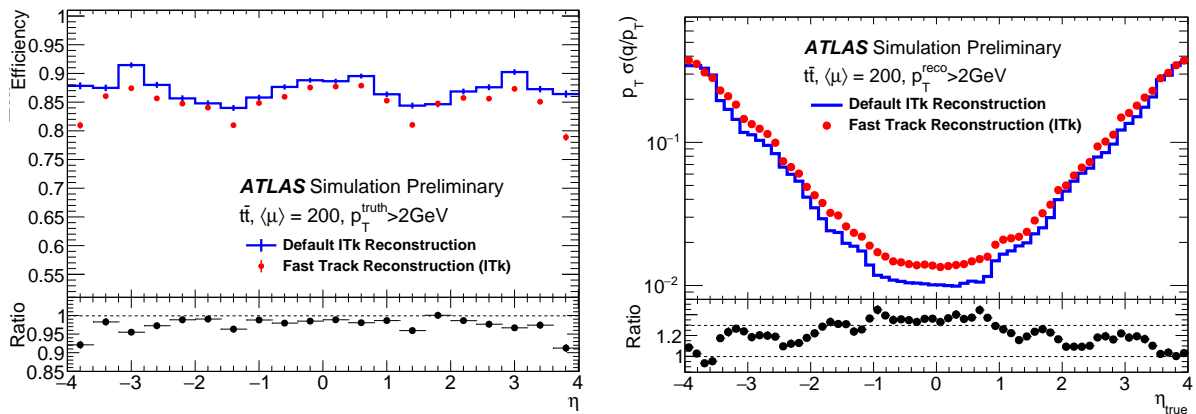 Efficiency
1
0.95
0.9
0.85
0.8
0.75
0.7
0.65
0.6
0.55
ATLAS Simulation Preliminary
tt̄, ⟨μ⟩ = 200, p_T^truth>2GeV
Default ITk Reconstruction
Fast Track Reconstruction (ITk)
Ratio
1
0.95
0.9
0.85
−4 −3 −2 −1 0 1 2 3 4
η
p_T σ(q/p_T)
ATLAS Simulation Preliminary
tt̄, ⟨μ⟩ = 200, p_T^reco>2GeV
Default ITk Reconstruction
Fast Track Reconstruction (ITk)
10⁻¹
10⁻²
Ratio
1.2
1
−4 −3 −2 −1 0 1 2 3 4
η_true